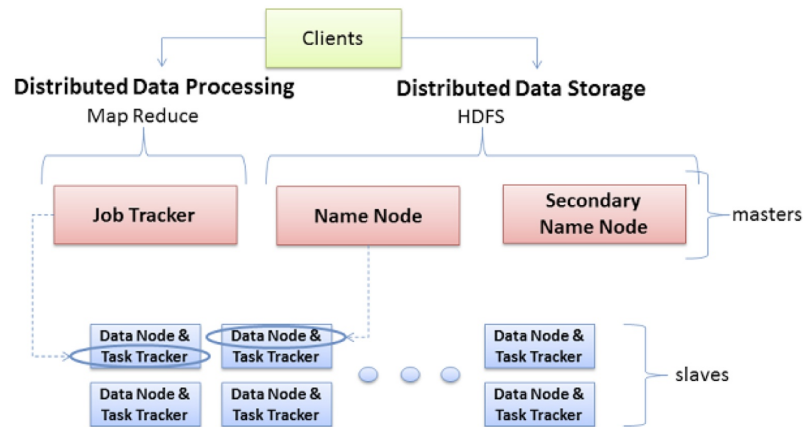 Clients
Distributed Data Processing
Map Reduce
Distributed Data Storage
HDFS
Job Tracker
Name Node
Secondary
Name Node
masters
Data Node &
Task Tracker
Data Node &
Task Tracker
Data Node &
Task Tracker
slaves
Data Node &
Task Tracker
Data Node &
Task Tracker
Data Node &
Task Tracker